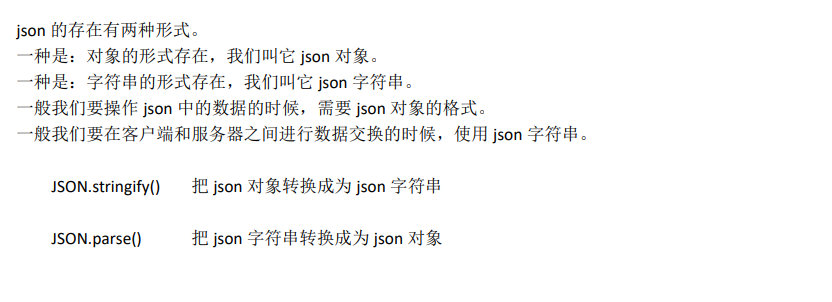 json 的存在有两种形式。
一种是：对象的形式存在，我们叫它 json 对象。
一种是：字符串的形式存在，我们叫它 json 字符串。
一般我们要操作 json 中的数据的时候，需要 json 对象的格式。
一般我们要在客户端和服务器之间进行数据交换的时候，使用 json 字符串。
JSON.stringify() 把 json 对象转换成为 json 字符串
JSON.parse() 把 json 字符串转换成为 json 对象